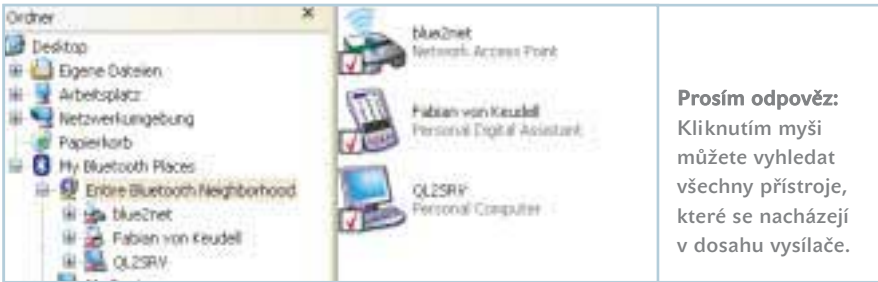 Ordner
Desktop
Eigene Dateien
Arbeitsplatz
Netzwerkumgebung
Papierkorb
My Bluetooth Places
Entire Bluetooth Neighborhood
blue2net
Fabian von Keudell
QL2SRV
blue2net
Network Access Point
Fabian von Keudell
Personal Digital Assistant
QL2SRV
Personal Computer
Prosím odpověz:
Kliknutím myši
můžete vyhledat
všechny přístroje,
které se nacházejí
v dosahu vysílače.